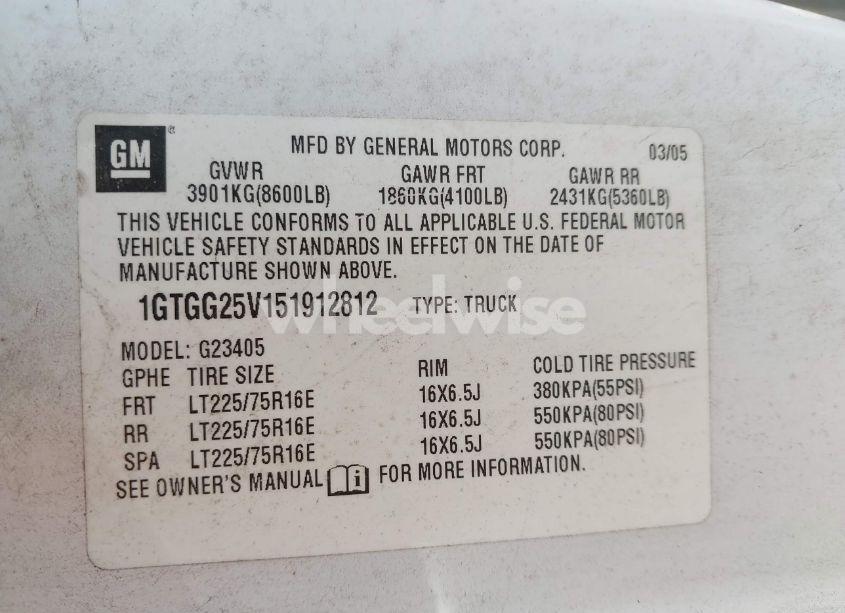 GM
MFD BY GENERAL MOTORS CORP. 03/05
GVWR GAWR FRT GAWR RR
3901KG(8600LB) 1860KG(4100LB) 2431KG(5360LB)
THIS VEHICLE CONFORMS TO ALL APPLICABLE U.S. FEDERAL MOTOR
VEHICLE SAFETY STANDARDS IN EFFECT ON THE DATE OF
MANUFACTURE SHOWN ABOVE.
1GTGG25V151912812 TYPE: TRUCK
wheelwise
MODEL: G23405
GPHE TIRE SIZE RIM COLD TIRE PRESSURE
FRT LT225/75R16E 16X6.5J 380KPA(55PSI)
RR LT225/75R16E 16X6.5J 550KPA(80PSI)
SPA LT225/75R16E 16X6.5J 550KPA(80PSI)
SEE OWNER'S MANUAL FOR MORE INFORMATION.